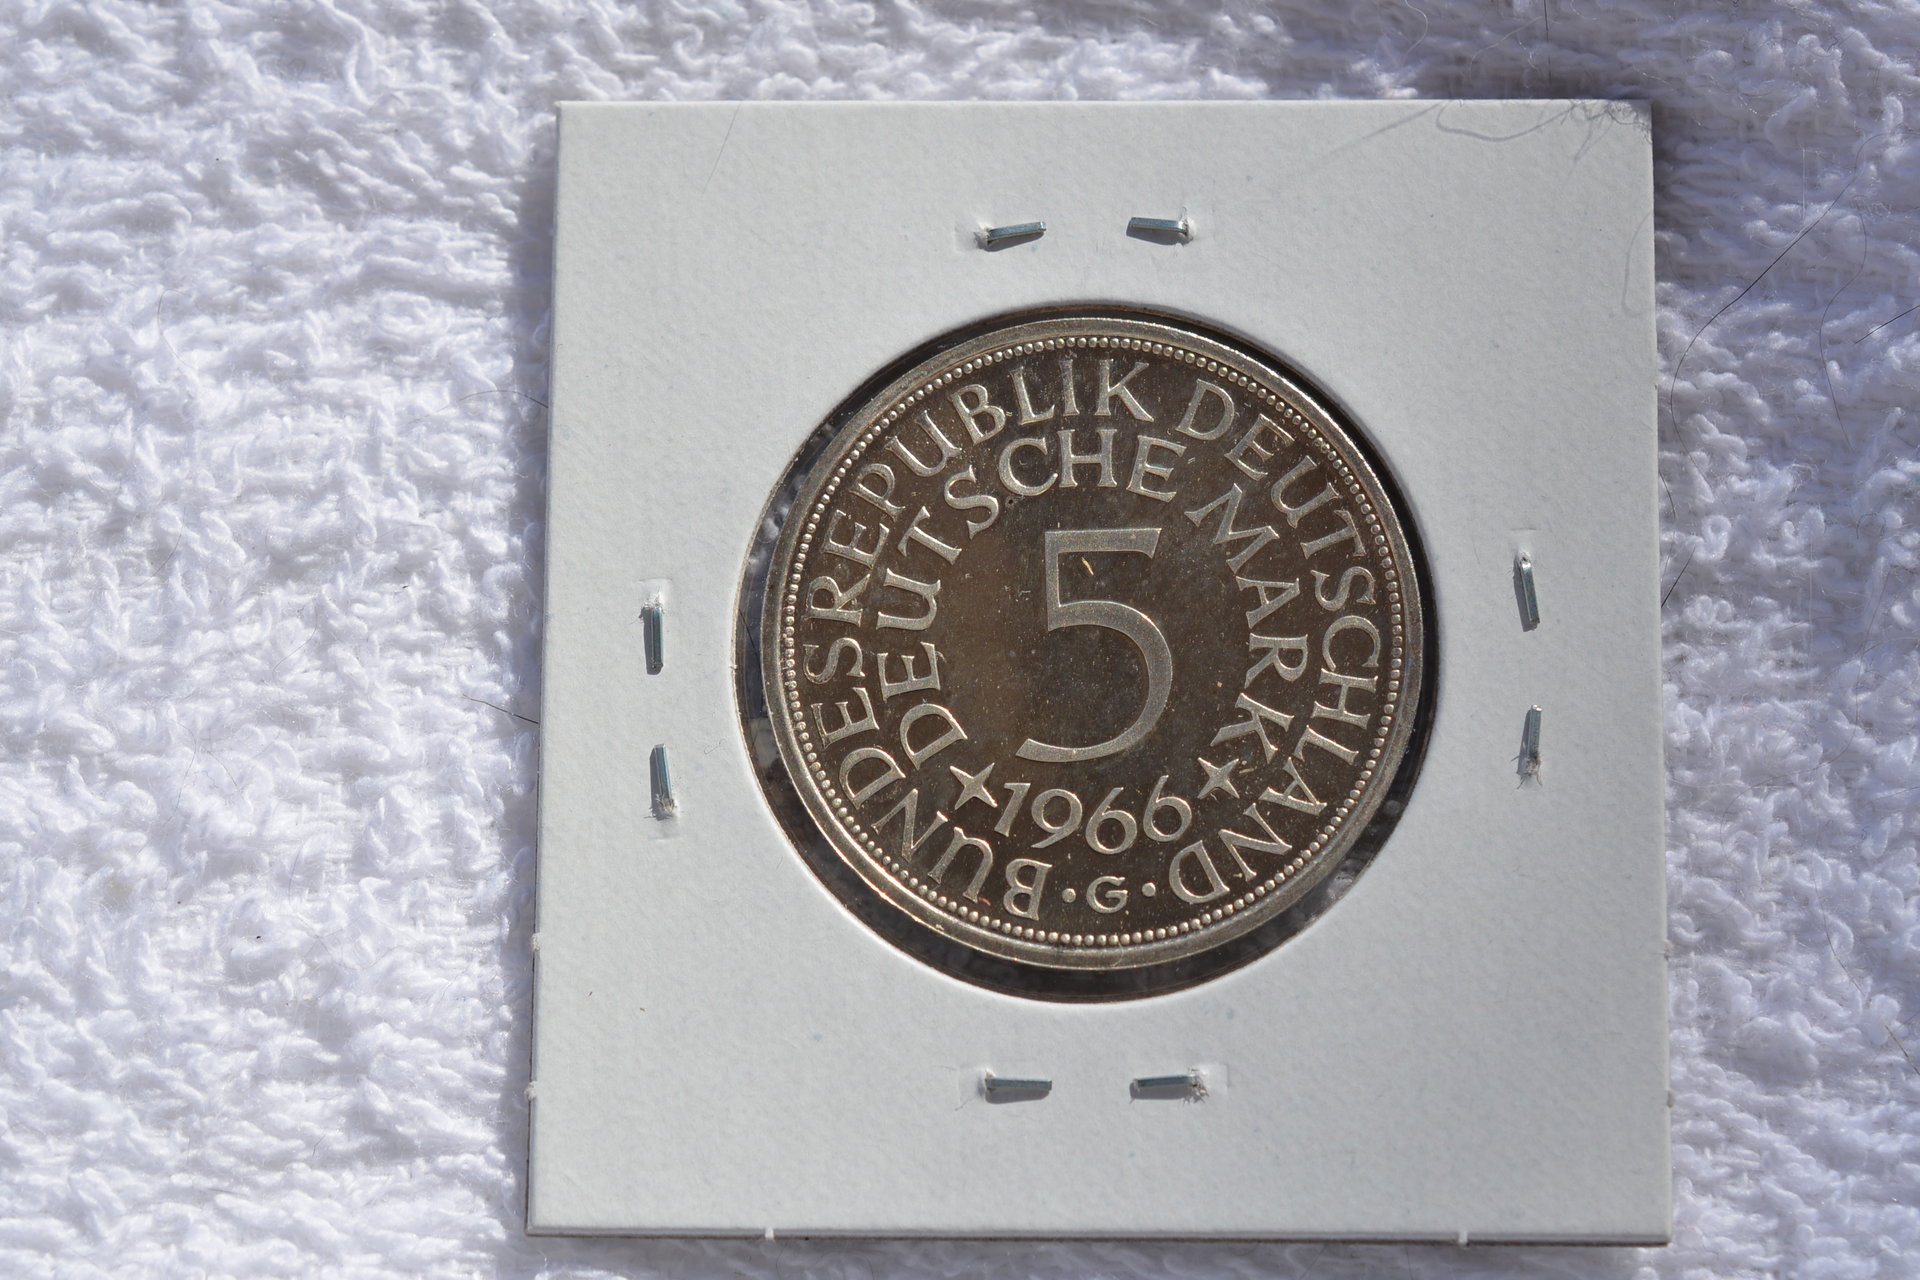 BUNDESREPUBLIK DEUTSCHLAND
DEUTSCHE MARK
5
1966
· G ·